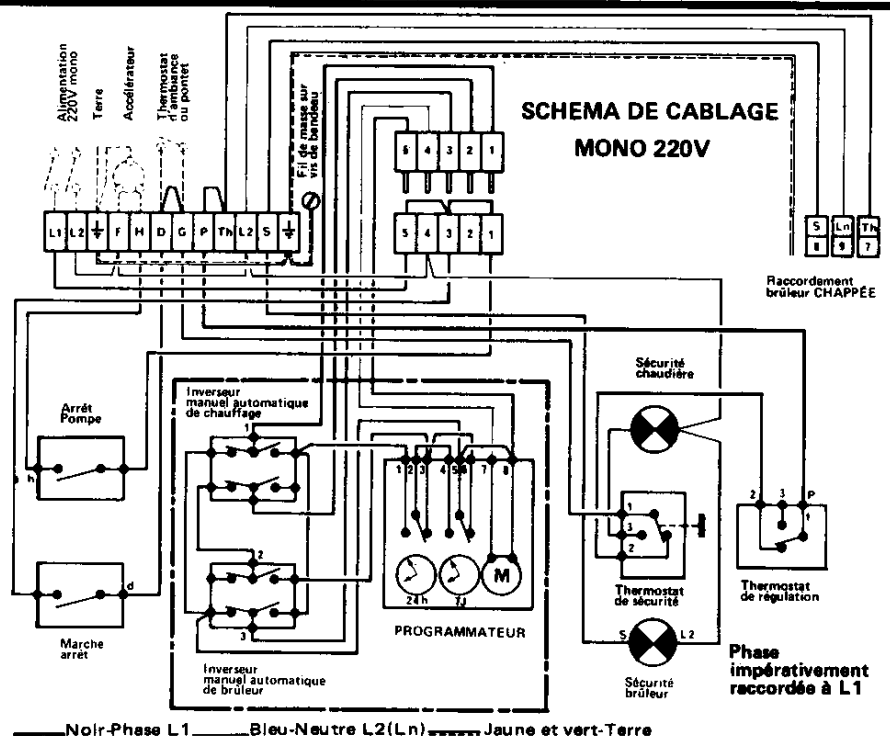 Alimentation
220V mono
Terre
Accélérateur
Thermostat
d'ambiance
ou pontet
Fil de masse sur
vis de bandeau
SCHEMA DE CABLAGE
MONO 220V
5 4 3 2 1
L1 L2 F H D G P Th L2 S
5 4 3 2 1
S Ln Th
8 9 7
Raccordement
brûleur CHAPPÉE
Arrêt
Pompe
h
Inverseur
manuel automatique
de chauffage
1
Sécurité
chaudière
1 2 3 4 5 6 7 8
2 3 P
1
1
3
2
d
2
24h 7J M
3
Thermostat
de sécurité
Thermostat
de régulation
Marche
arrêt
PROGRAMMATEUR
S L2
Inverseur
manuel automatique
de brûleur
Sécurité
brûleur
Phase
impérativement
raccordée à L1
Noir-Phase L1 Bleu-Neutre L2(Ln) Jaune et vert-Terre